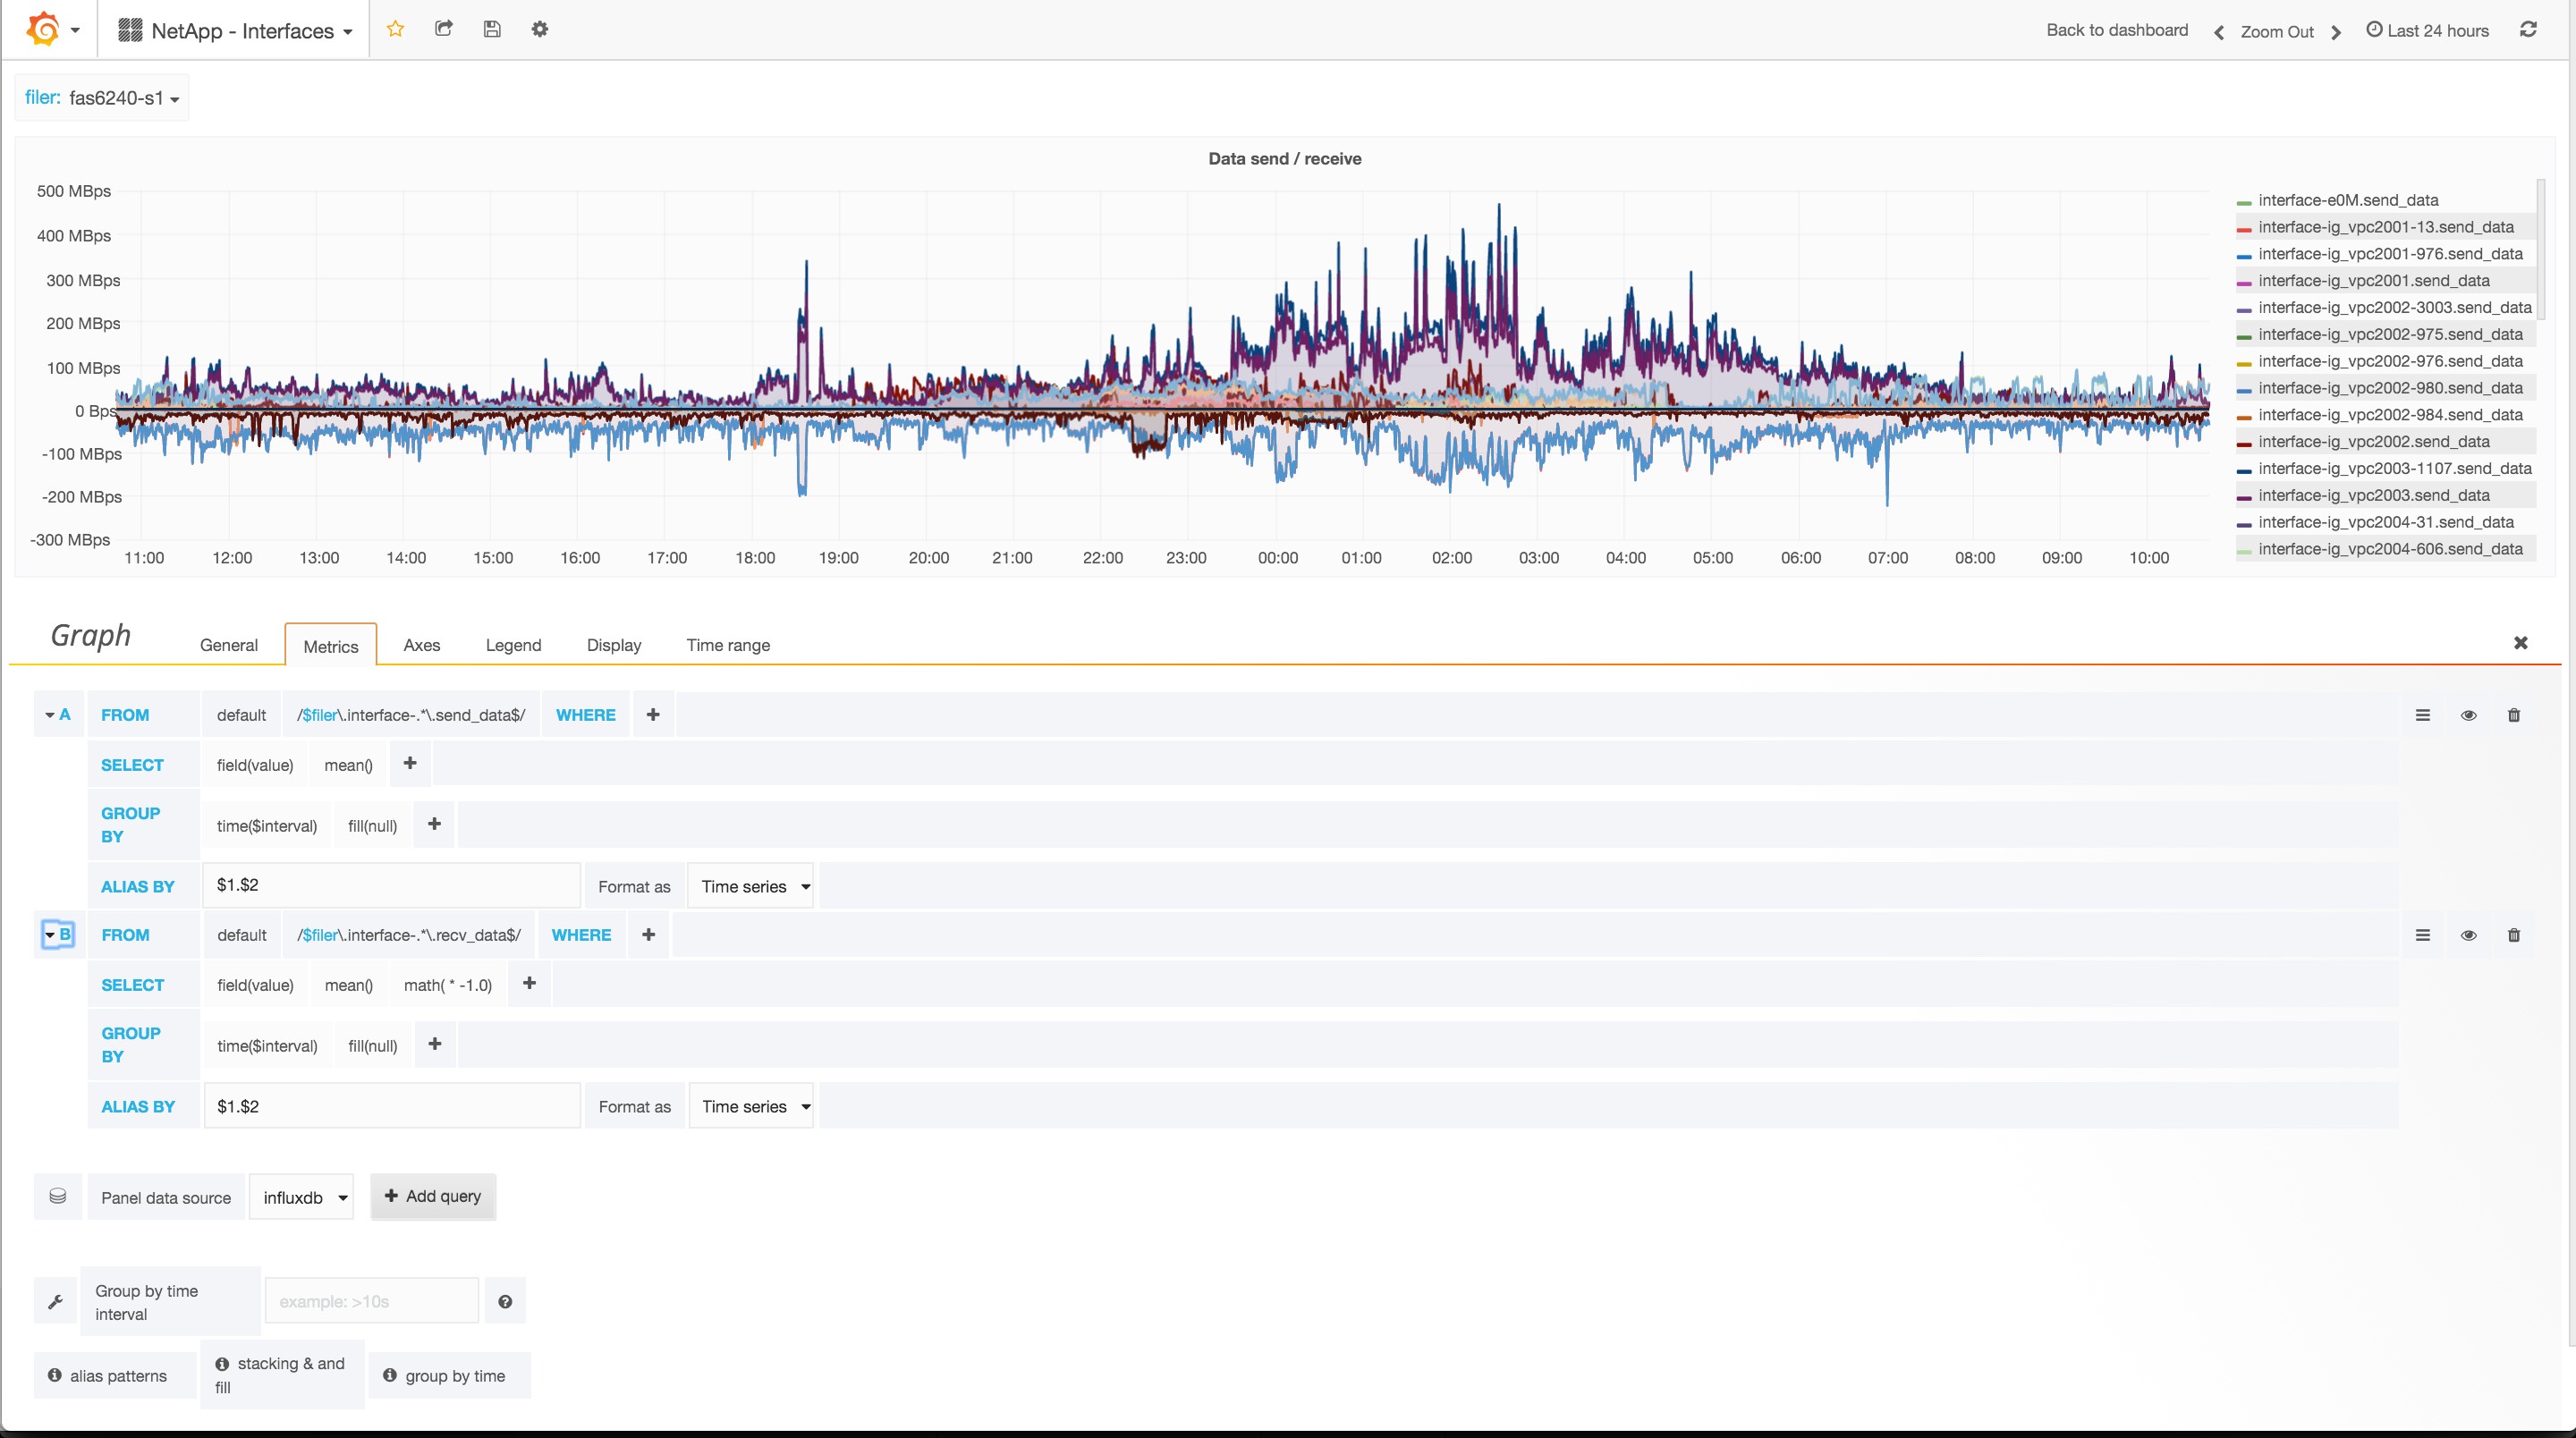 NetApp - Interfaces
Back to dashboard Zoom Out Last 24 hours
filer: fas6240-s1
Data send / receive
500 MBps
400 MBps
300 MBps
200 MBps
100 MBps
0 Bps
-100 MBps
-200 MBps
-300 MBps
11:00 12:00 13:00 14:00 15:00 16:00 17:00 18:00 19:00 20:00 21:00 22:00 23:00 00:00 01:00 02:00 03:00 04:00 05:00 06:00 07:00 08:00 09:00 10:00
interface-e0M.send_data
interface-ig_vpc2001-13.send_data
interface-ig_vpc2001-976.send_data
interface-ig_vpc2001.send_data
interface-ig_vpc2002-3003.send_data
interface-ig_vpc2002-975.send_data
interface-ig_vpc2002-976.send_data
interface-ig_vpc2002-980.send_data
interface-ig_vpc2002-984.send_data
interface-ig_vpc2002.send_data
interface-ig_vpc2003-1107.send_data
interface-ig_vpc2003.send_data
interface-ig_vpc2004-31.send_data
interface-ig_vpc2004-606.send_data
Graph General Metrics Axes Legend Display Time range
A FROM default /$filer\.interface-.*\.send_data$/ WHERE
SELECT field(value) mean()
GROUP BY time($interval) fill(null)
ALIAS BY $1.$2 Format as Time series
B FROM default /$filer\.interface-.*\.recv_data$/ WHERE
SELECT field(value) mean() math( * -1.0)
GROUP BY time($interval) fill(null)
ALIAS BY $1.$2 Format as Time series
Panel data source influxdb Add query
Group by time interval example: >10s
alias patterns stacking & and fill group by time